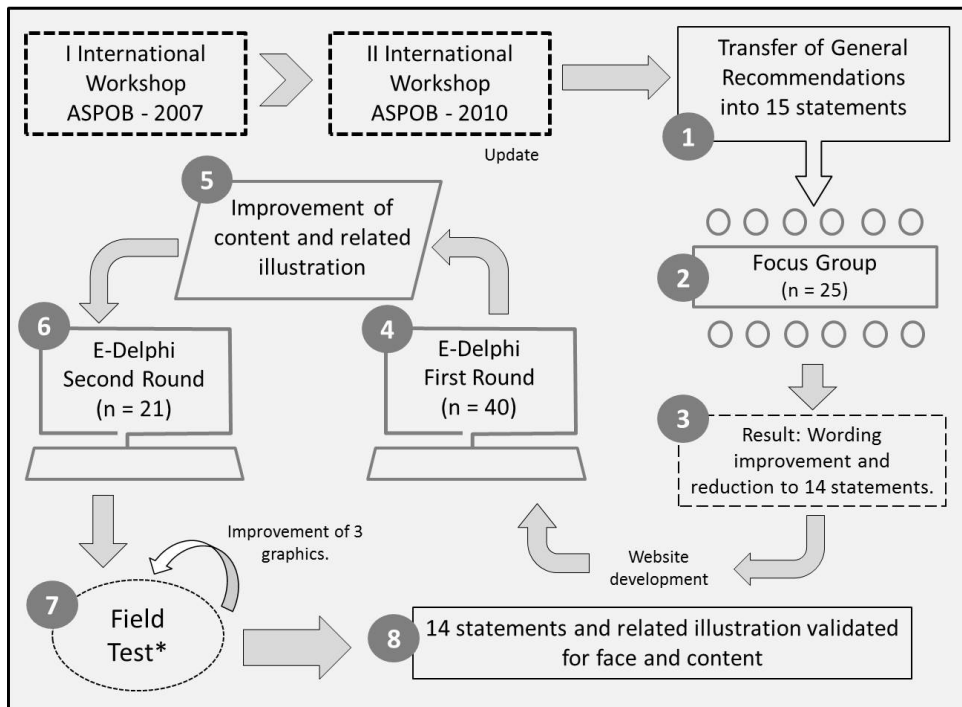 I International
Workshop
ASPOB - 2007
II International
Workshop
ASPOB - 2010
Update
Transfer of General
Recommendations
into 15 statements
1
2
Focus Group
(n = 25)
3
Result: Wording
improvement and
reduction to 14 statements.
Website
development
4
E-Delphi
First Round
(n = 40)
5
Improvement of
content and related
illustration
6
E-Delphi
Second Round
(n = 21)
Improvement of 3
graphics.
7
Field
Test*
8
14 statements and related illustration validated
for face and content